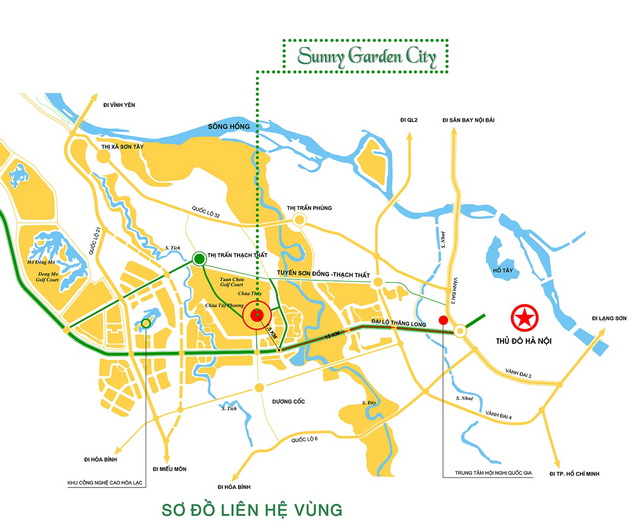 Sunny Garden City
ĐI VĨNH YÊN
SÔNG HỒNG
ĐI QL2
ĐI SÂN BAY NỘI BÀI
THỊ XÃ SƠN TÂY
QUỐC LỘ 32
THỊ TRẤN PHÙNG
QUỐC LỘ 21
S. Tích
THỊ TRẤN THẠCH THẤT
S. Nhuệ
HỒ TÂY
Hồ Đồng Mô
Dong Mo
Golf Court
Tuan Chau
Golf Court
Chùa Thầy
Chùa Tây Phương
TUYẾN SƠN ĐỒNG -THẠCH THẤT
VÀNH ĐAI 3
ĐẠI LỘ THĂNG LONG
15 KM
THỦ ĐÔ HÀ NỘI
ĐI LẠNG SƠN
VÀNH ĐAI 3
DƯƠNG CỐC
S. Tích
S. Đáy
S. Nhuệ
VÀNH ĐAI 4
QUỐC LỘ 6
ĐI HÒA BÌNH
ĐI MIẾU MÔN
KHU CÔNG NGHỆ CAO HÒA LẠC
ĐI HÒA BÌNH
TRUNG TÂM HỘI NGHỊ QUỐC GIA
ĐI TP. HỒ CHÍ MINH
SƠ ĐỒ LIÊN HỆ VÙNG